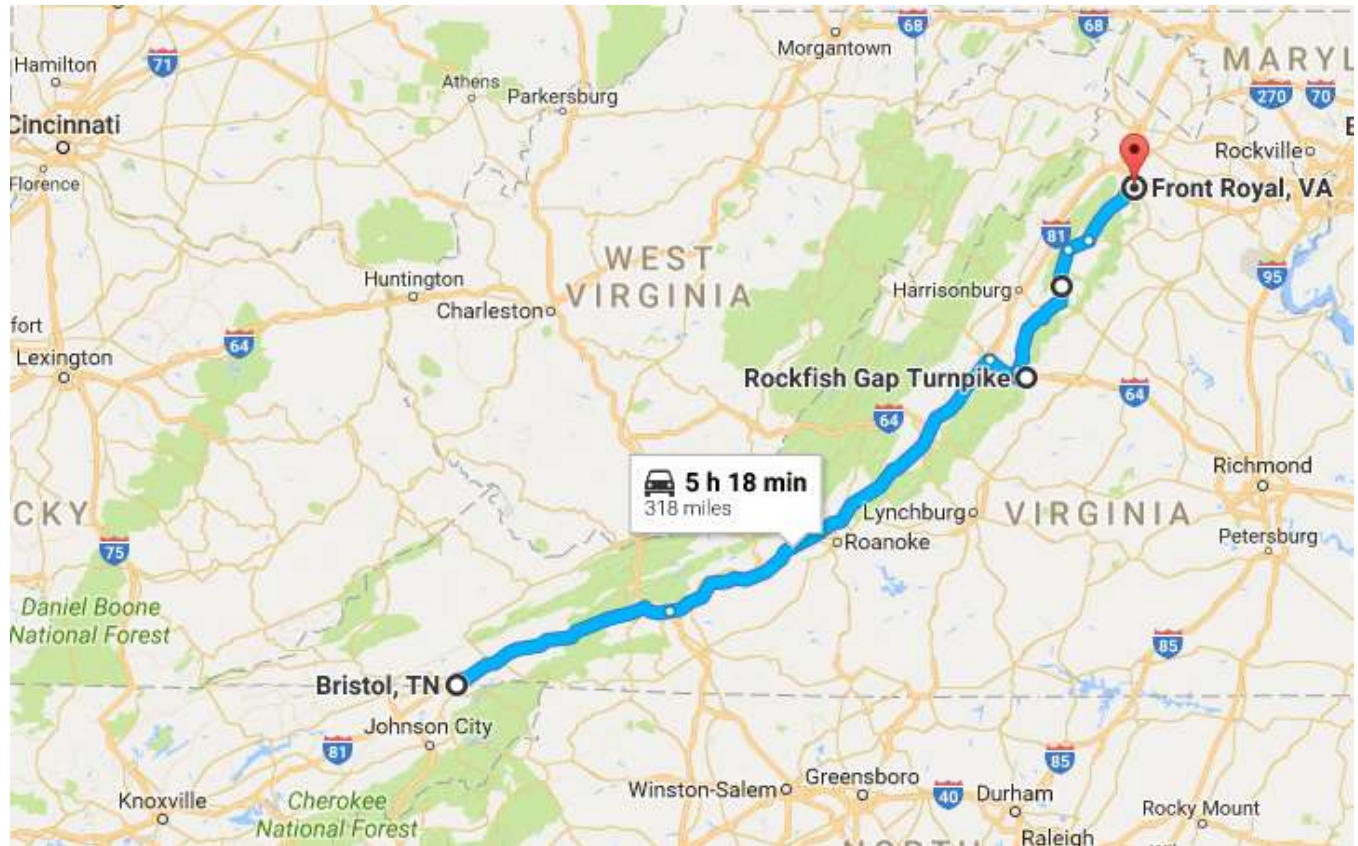 68
68
Morgantown
MARYL
Hamilton
71
Athens
Parkersburg
270
70
Cincinnati
Rockville
Florence
Front Royal, VA
81
WEST
VIRGINIA
95
Huntington
Harrisonburg
Charleston
fort
64
Lexington
Rockfish Gap Turnpike
64
64
5 h 18 min
318 miles
Richmond
CKY
Lynchburg
VIRGINIA
Roanoke
Petersburg
75
Daniel Boone
National Forest
85
Bristol, TN
Johnson City
81
85
Greensboro
Winston-Salem
40
Durham
Knoxville
Cherokee
National Forest
Rocky Mount
Raleigh